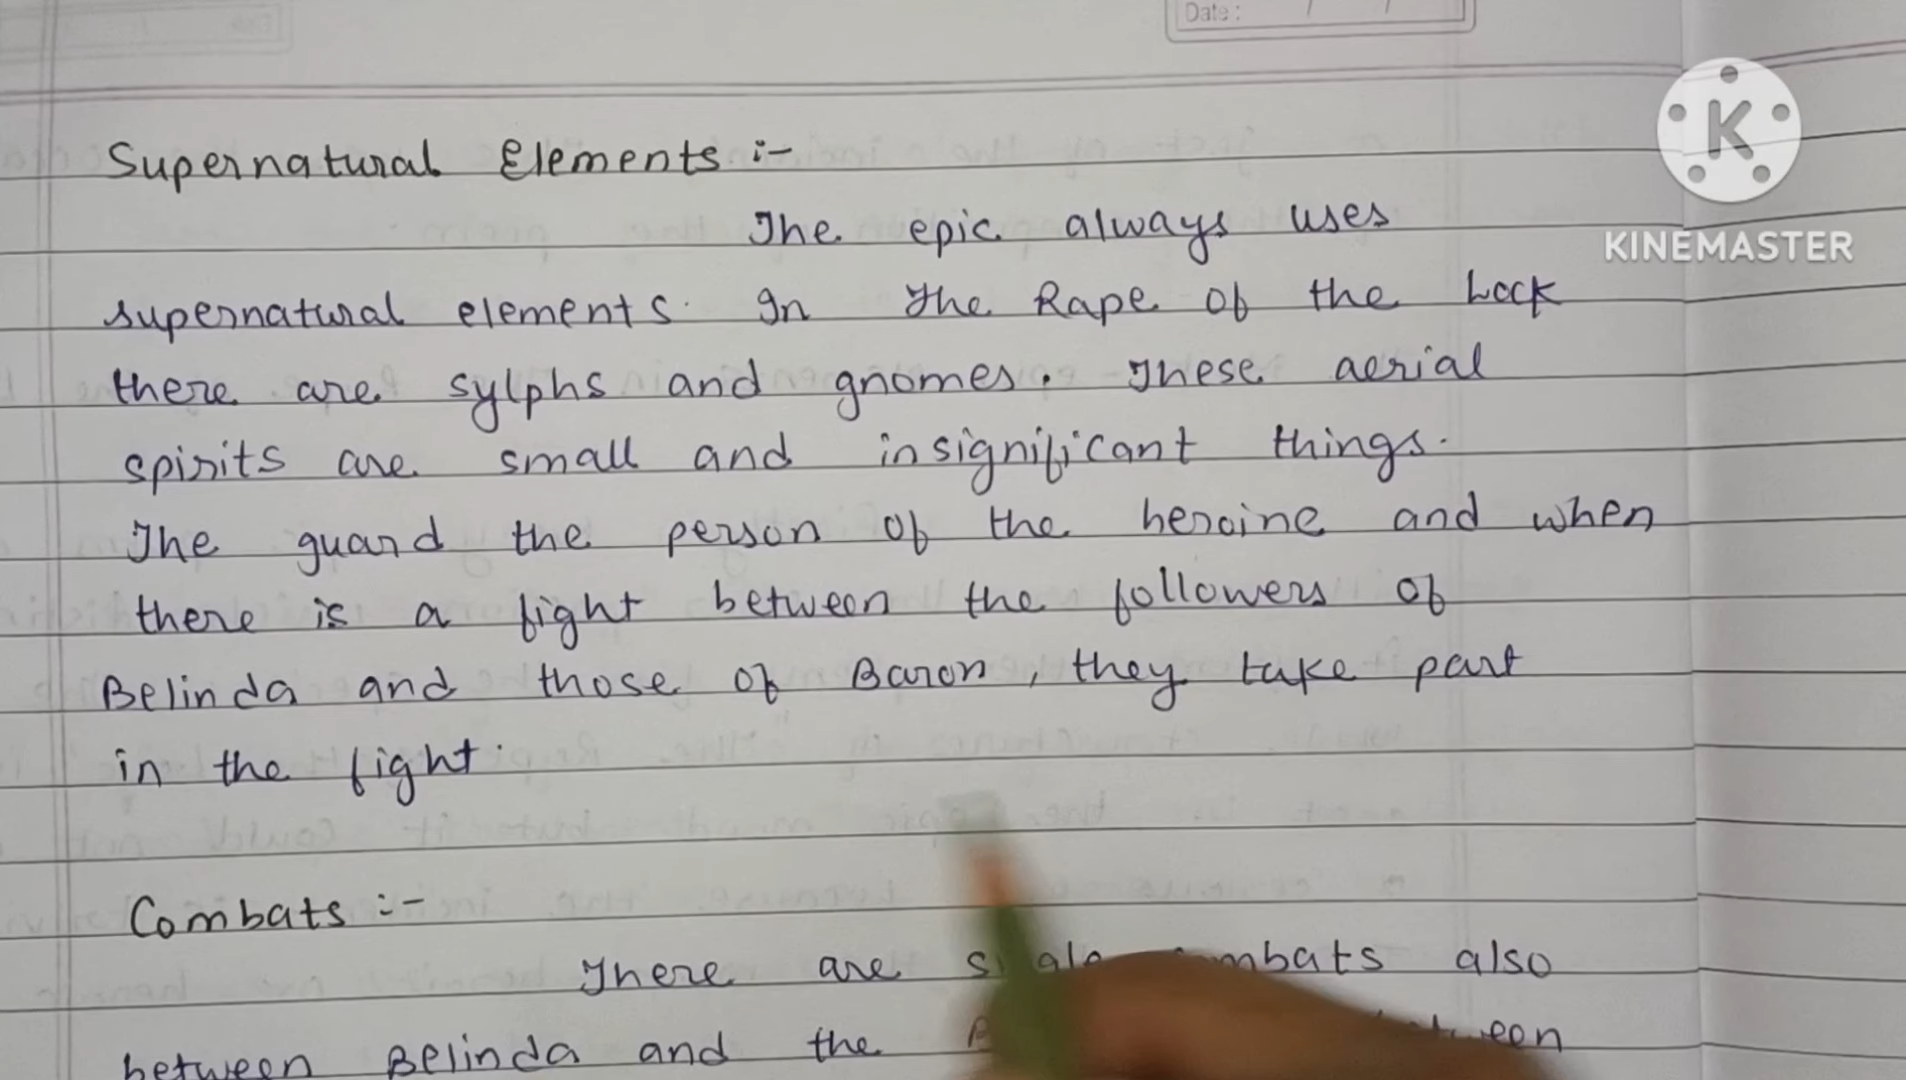 Date: / /
K
KINEMASTER
Supernatural Elements :-
The epic always uses
supernatural elements. In The Rape of the Lock
there are sylphs and gnomes. These aerial
spirits are small and insignificant things.
The guard the person of the heroine and when
there is a fight between the followers of
Belinda and those of Baron, they take part
in the fight.
Combats :-
There are also
between Belinda and the